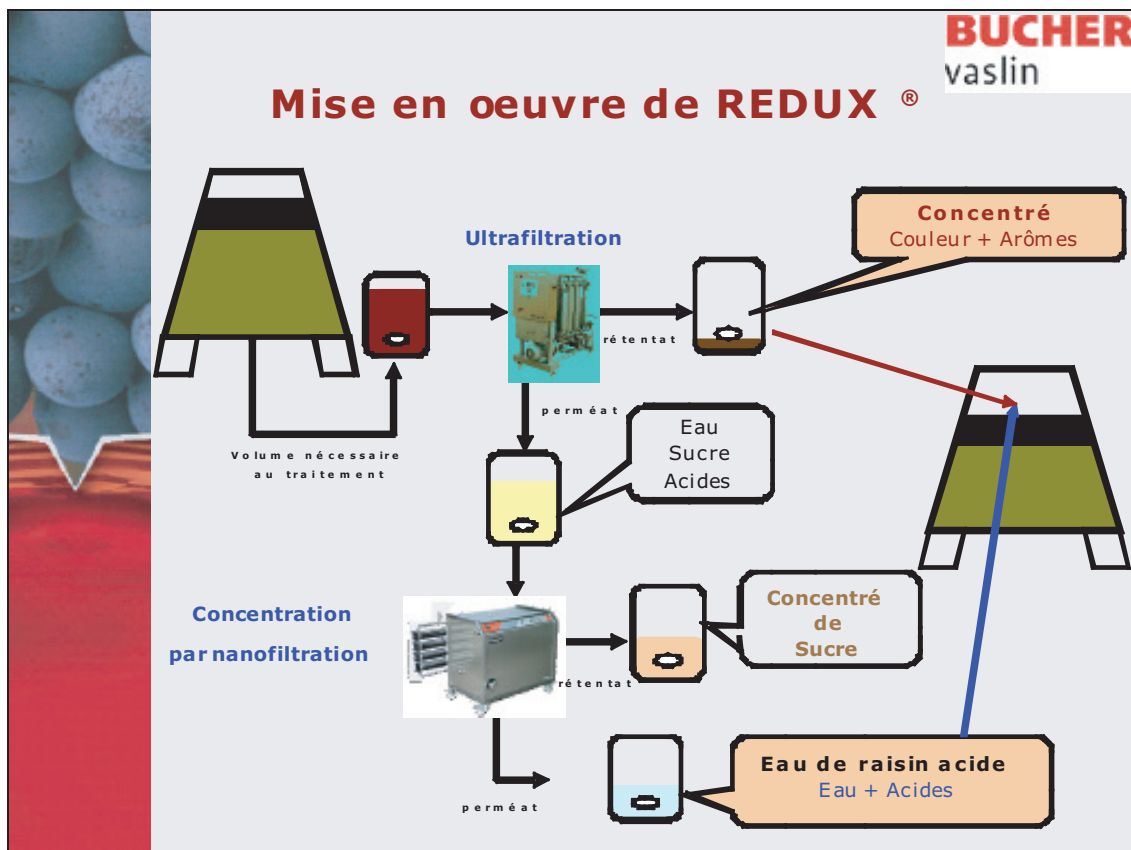 BUCHER
vaslin
Mise en oeuvre de REDUX ®
Concentré
Couleur + Arômes
Ultrafiltration
rétentat
perméat
Volume nécessaire
au traitement
Eau
Sucre
Acides
Concentration
par nanofiltration
Concentré
de
Sucre
rétentat
Eau de raisin acide
Eau + Acides
perméat